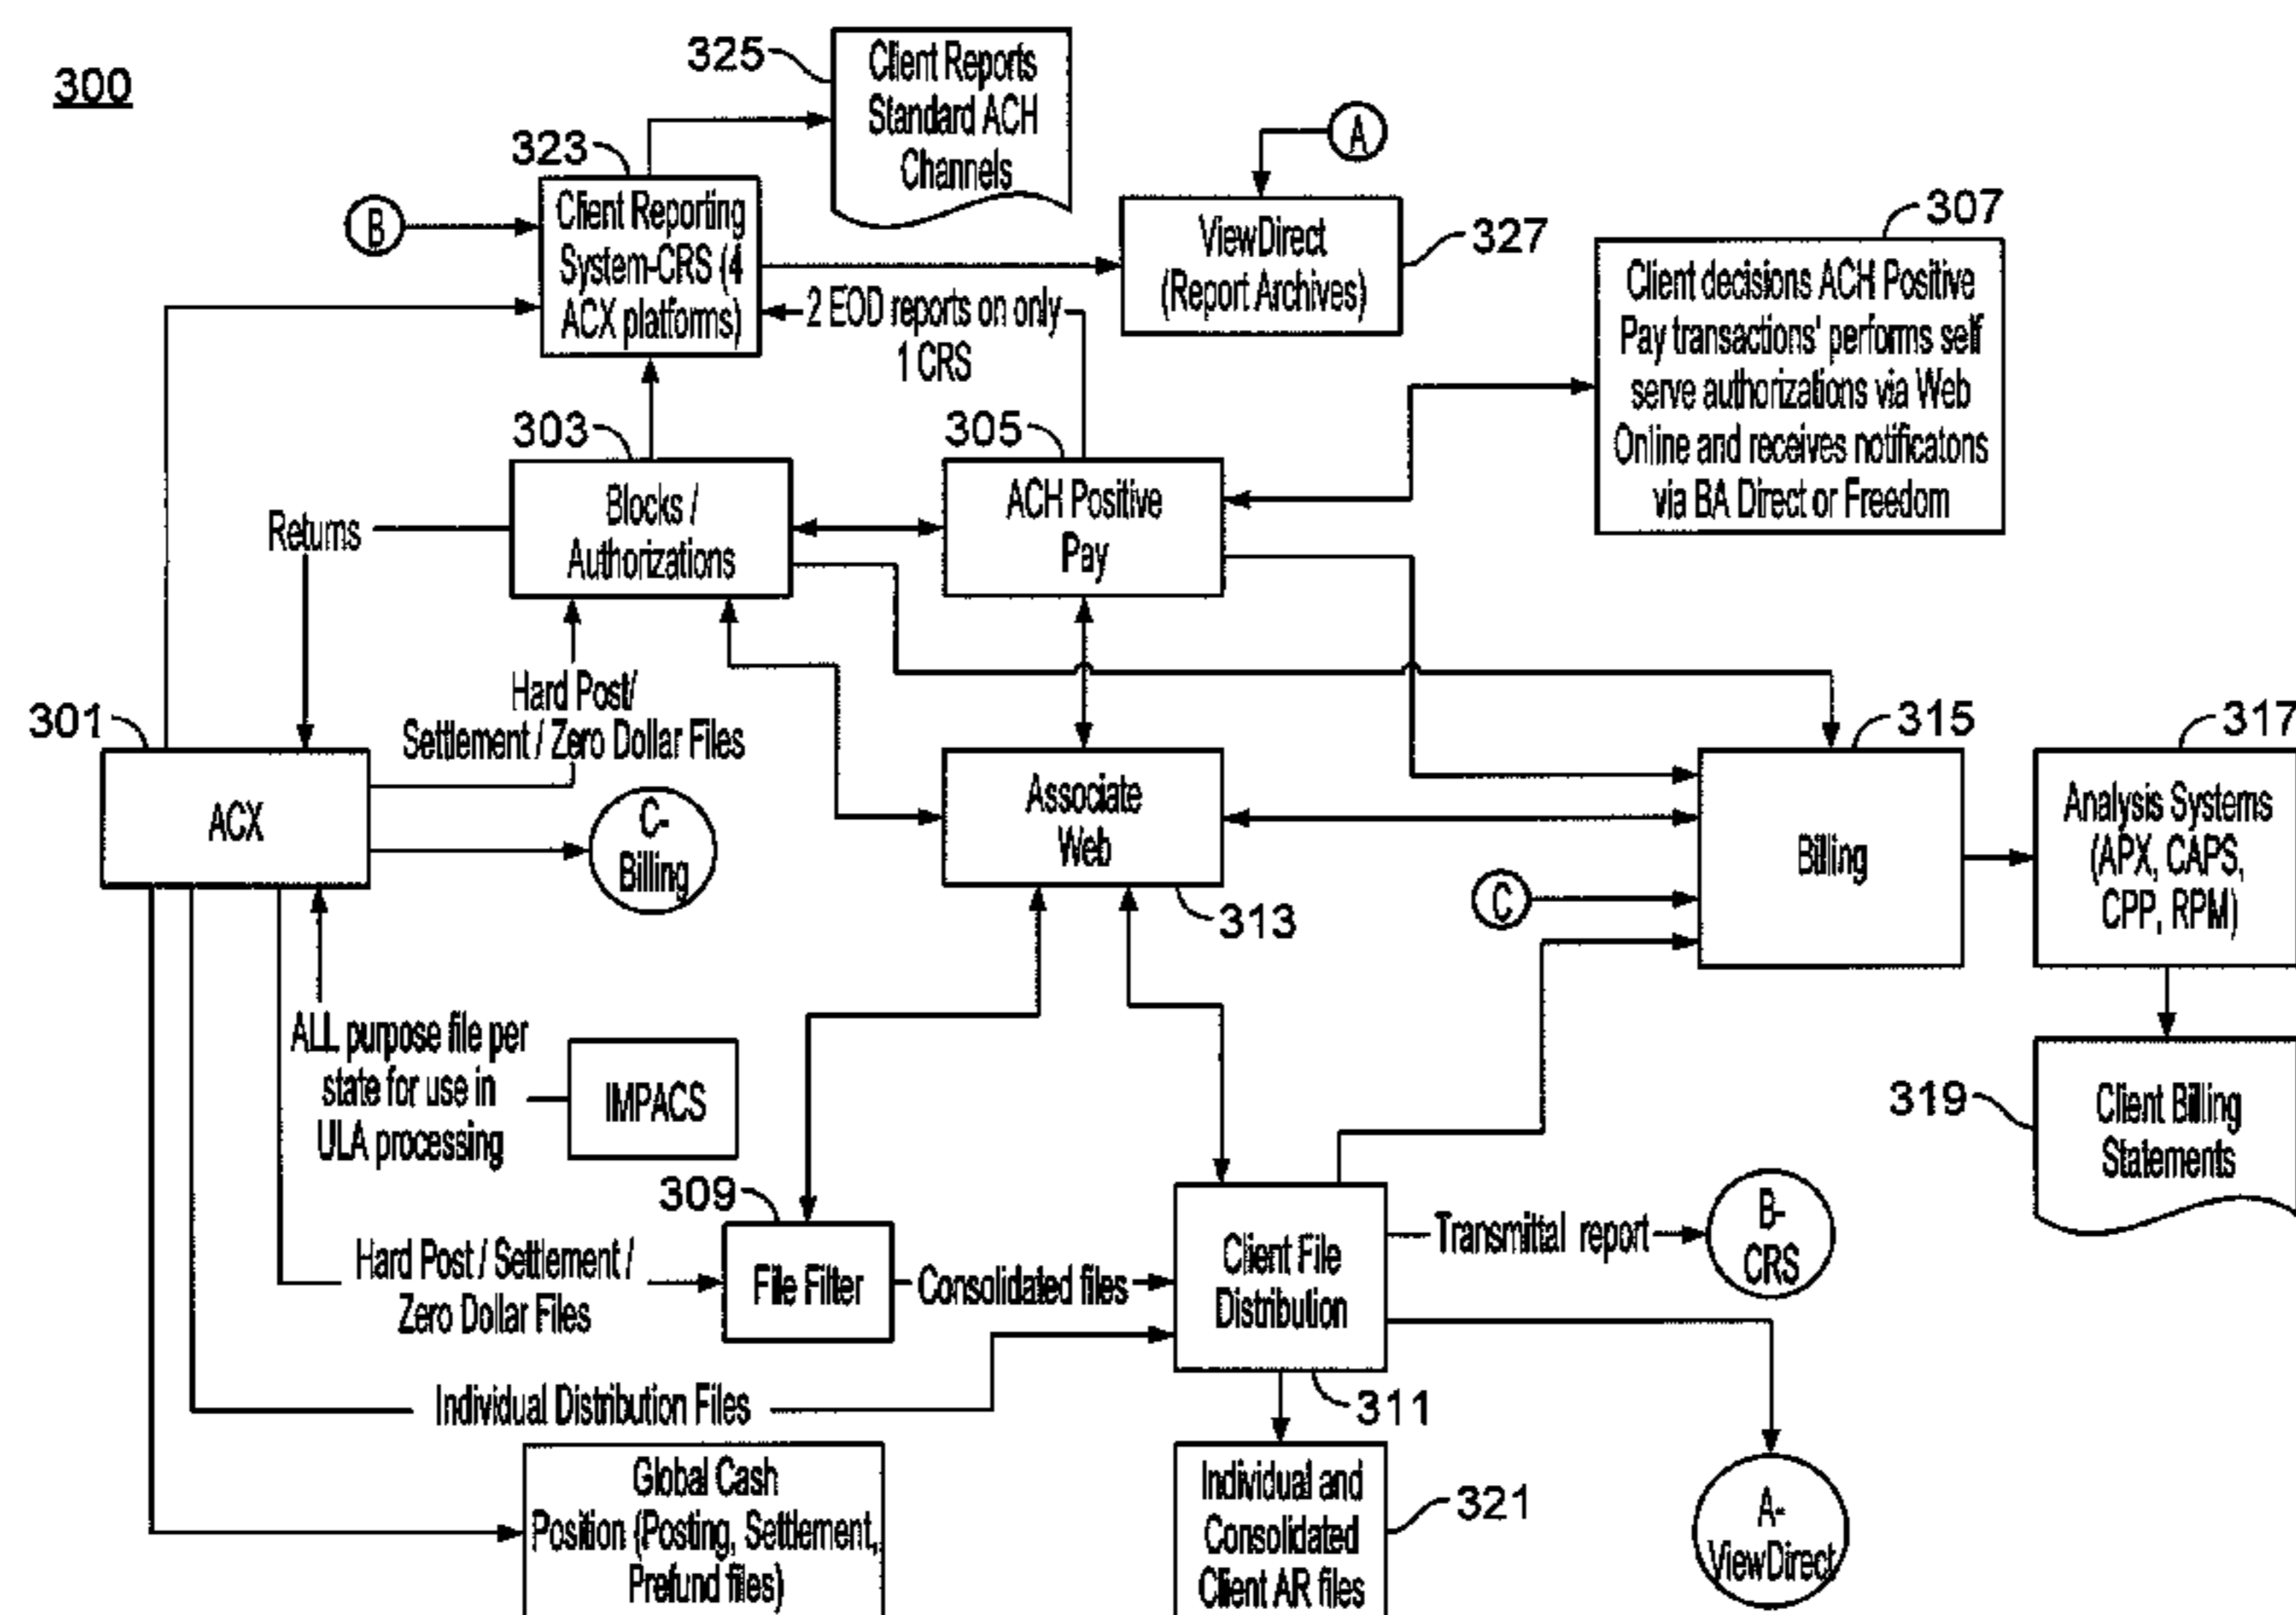 300
325
Client Reports
Standard ACH
Channels
323
A
B
Client Reporting
System-CRS (4
ACX platforms)
ViewDirect
(Report Archives)
327
307
Client decisions ACH Positive
Pay transactions' performs self
serve authorizations via Web
Online and receives notificatons
via BA Direct or Freedom
2 EOD reports on only
1 CRS
303
305
Returns
Blocks /
Authorizations
ACH Positive
Pay
Hard Post/
Settlement / Zero Dollar Files
301
ACX
C-
Billing
Associate
Web
313
315
Billing
C
317
Analysis Systems
(APX, CAPS,
CPP, RPM)
ALL purpose file per
state for use in
ULA processing
IMPACS
319
Client Billing
Statements
309
Hard Post / Settlement /
Zero Dollar Files
File Filter
Consolidated files
Client File
Distribution
Transmittal report
B-
CRS
311
Individual Distribution Files
Global Cash
Position (Posting, Settlement,
Prefund files)
Individual and
Consolidated
Client AR files
321
A-
ViewDirect